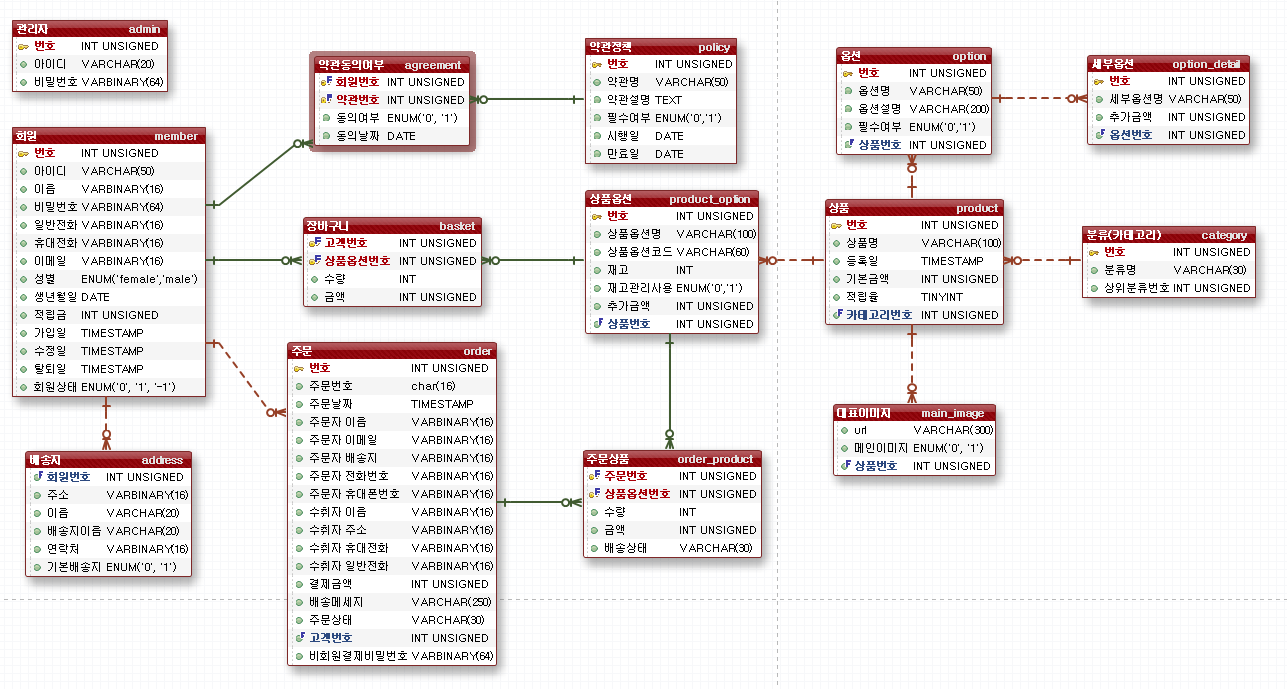 관리자 admin
번호 INT UNSIGNED
아이디 VARCHAR(20)
비밀번호 VARBINARY(64)
회원 member
번호 INT UNSIGNED
아이디 VARCHAR(50)
이름 VARBINARY(16)
비밀번호 VARBINARY(64)
일반전화 VARBINARY(16)
휴대전화 VARBINARY(16)
이메일 VARBINARY(16)
성별 ENUM('female','male')
생년월일 DATE
적립금 INT UNSIGNED
가입일 TIMESTAMP
수정일 TIMESTAMP
탈퇴일 TIMESTAMP
회원상태 ENUM('0', '1', '-1')
배송지 address
회원번호 INT UNSIGNED
주소 VARBINARY(16)
이름 VARCHAR(20)
배송지이름 VARCHAR(20)
연락처 VARBINARY(16)
기본배송지 ENUM('0', '1')
약관동의여부 agreement
회원번호 INT UNSIGNED
약관번호 INT UNSIGNED
동의여부 ENUM('0', '1')
동의날짜 DATE
장바구니 basket
고객번호 INT UNSIGNED
상품옵션번호 INT UNSIGNED
수량 INT
금액 INT UNSIGNED
주문 order
번호 INT UNSIGNED
주문번호 char(16)
주문날짜 TIMESTAMP
주문자 이름 VARBINARY(16)
주문자 이메일 VARBINARY(16)
주문자 배송지 VARBINARY(16)
주문자 전화번호 VARBINARY(16)
주문자 휴대폰번호 VARBINARY(16)
수취자 이름 VARBINARY(16)
수취자 주소 VARBINARY(16)
수취자 휴대전화 VARBINARY(16)
수취자 일반전화 VARBINARY(16)
결제금액 INT UNSIGNED
배송메세지 VARCHAR(250)
주문상태 VARCHAR(30)
고객번호 INT UNSIGNED
비회원결제비밀번호 VARBINARY(64)
약관정책 policy
번호 INT UNSIGNED
약관명 VARCHAR(50)
약관설명 TEXT
필수여부 ENUM('0','1')
시행일 DATE
만료일 DATE
상품옵션 product_option
번호 INT UNSIGNED
상품옵션명 VARCHAR(100)
상품옵션코드 VARCHAR(60)
재고 INT
재고관리사용 ENUM('0','1')
추가금액 INT UNSIGNED
상품번호 INT UNSIGNED
주문상품 order_product
주문번호 INT UNSIGNED
상품옵션번호 INT UNSIGNED
수량 INT
금액 INT UNSIGNED
배송상태 VARCHAR(30)
옵션 option
번호 INT UNSIGNED
옵션명 VARCHAR(50)
옵션설명 VARCHAR(200)
필수여부 ENUM('0','1')
상품번호 INT UNSIGNED
상품 product
번호 INT UNSIGNED
상품명 VARCHAR(100)
등록일 TIMESTAMP
기본금액 INT UNSIGNED
적립율 TINYINT
카테고리번호 INT UNSIGNED
대표이미지 main_image
url VARCHAR(300)
메인이미지 ENUM('0', '1')
상품번호 INT UNSIGNED
세부옵션 option_detail
번호 INT UNSIGNED
세부옵션명 VARCHAR(50)
추가금액 INT UNSIGNED
옵션번호 INT UNSIGNED
분류(카테고리) category
번호 INT UNSIGNED
분류명 VARCHAR(30)
상위분류번호 INT UNSIGNED